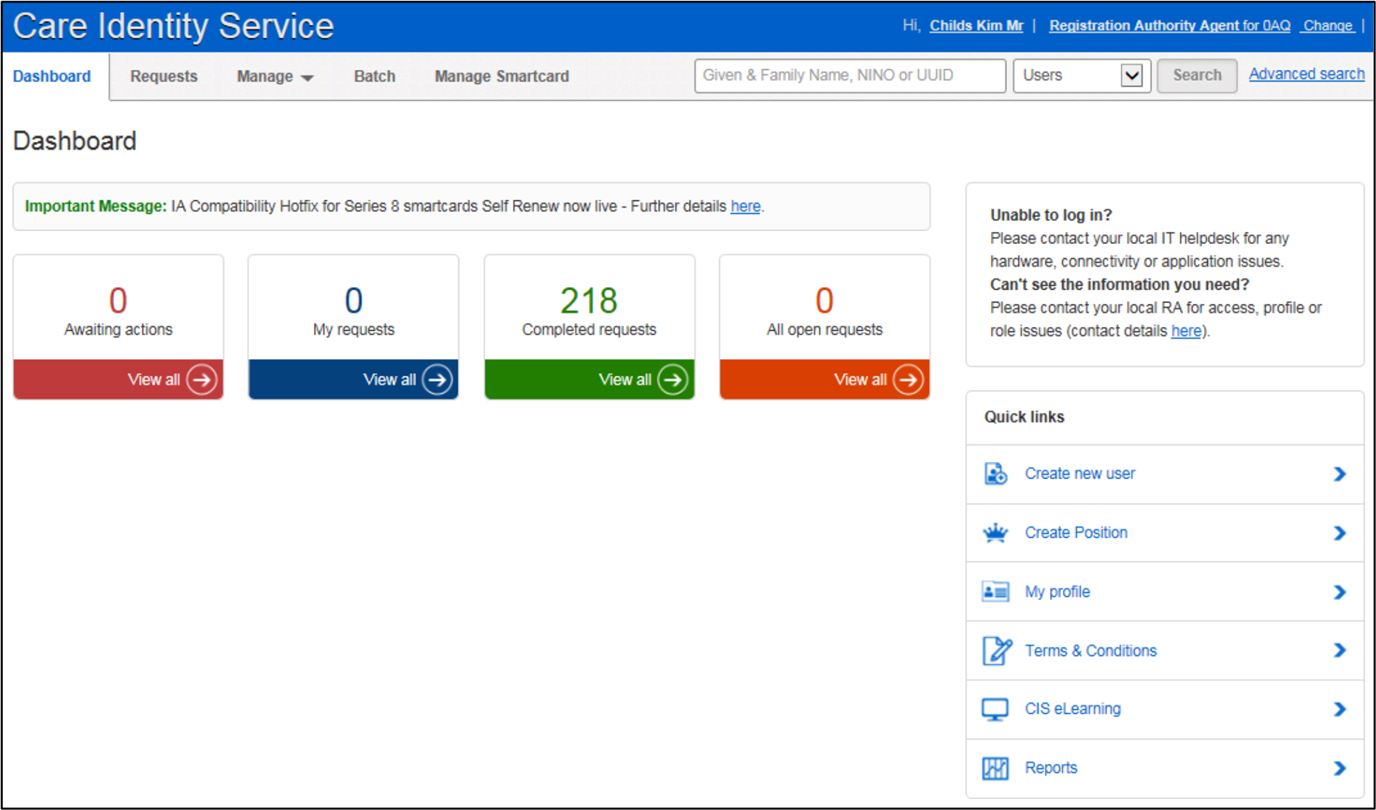 Care Identity Service
Hi, Childs Kim Mr | Registration Authority Agent for 0AQ Change |
Dashboard Requests Manage Batch Manage Smartcard Given & Family Name, NINO or UUID Users Search Advanced search
Dashboard
Important Message: IA Compatibility Hotfix for Series 8 smartcards Self Renew now live - Further details here.
0
Awaiting actions
View all
0
My requests
View all
218
Completed requests
View all
0
All open requests
View all
Unable to log in?
Please contact your local IT helpdesk for any
hardware, connectivity or application issues.
Can't see the information you need?
Please contact your local RA for access, profile or
role issues (contact details here).
Quick links
Create new user
Create Position
My profile
Terms & Conditions
CIS eLearning
Reports